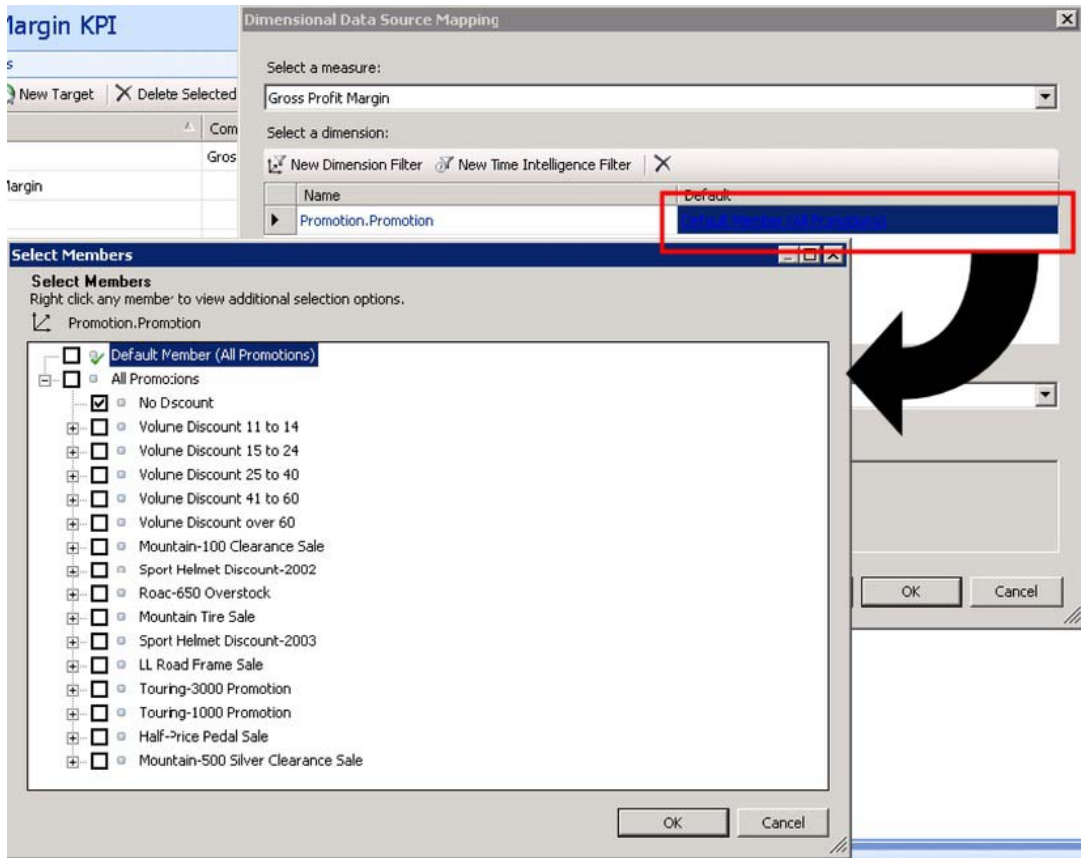 Margin KPI
Dimensional Data Source Mapping
s
Select a measure:
New Target Delete Selected
Gross Profit Margin
Com
Select a dimension:
Gros
New Dimension Filter New Time Intelligence Filter
Margin
Name Default
Promotion.Promotion Default Member (All Promotions)
Select Members
Select Members
Right click any member to view additional selection options.
Promotion.Promotion
Default Member (All Promotions)
All Promotions
No Discount
Volume Discount 11 to 14
Volume Discount 15 to 24
Volume Discount 25 to 40
Volume Discount 41 to 60
Volume Discount over 60
Mountain-100 Clearance Sale
Sport Helmet Discount-2002
Road-650 Overstock
Mountain Tire Sale
Sport Helmet Discount-2003
LL Road Frame Sale
Touring-3000 Promotion
Touring-1000 Promotion
Half-Price Pedal Sale
Mountain-500 Silver Clearance Sale
OK Cancel
OK Cancel